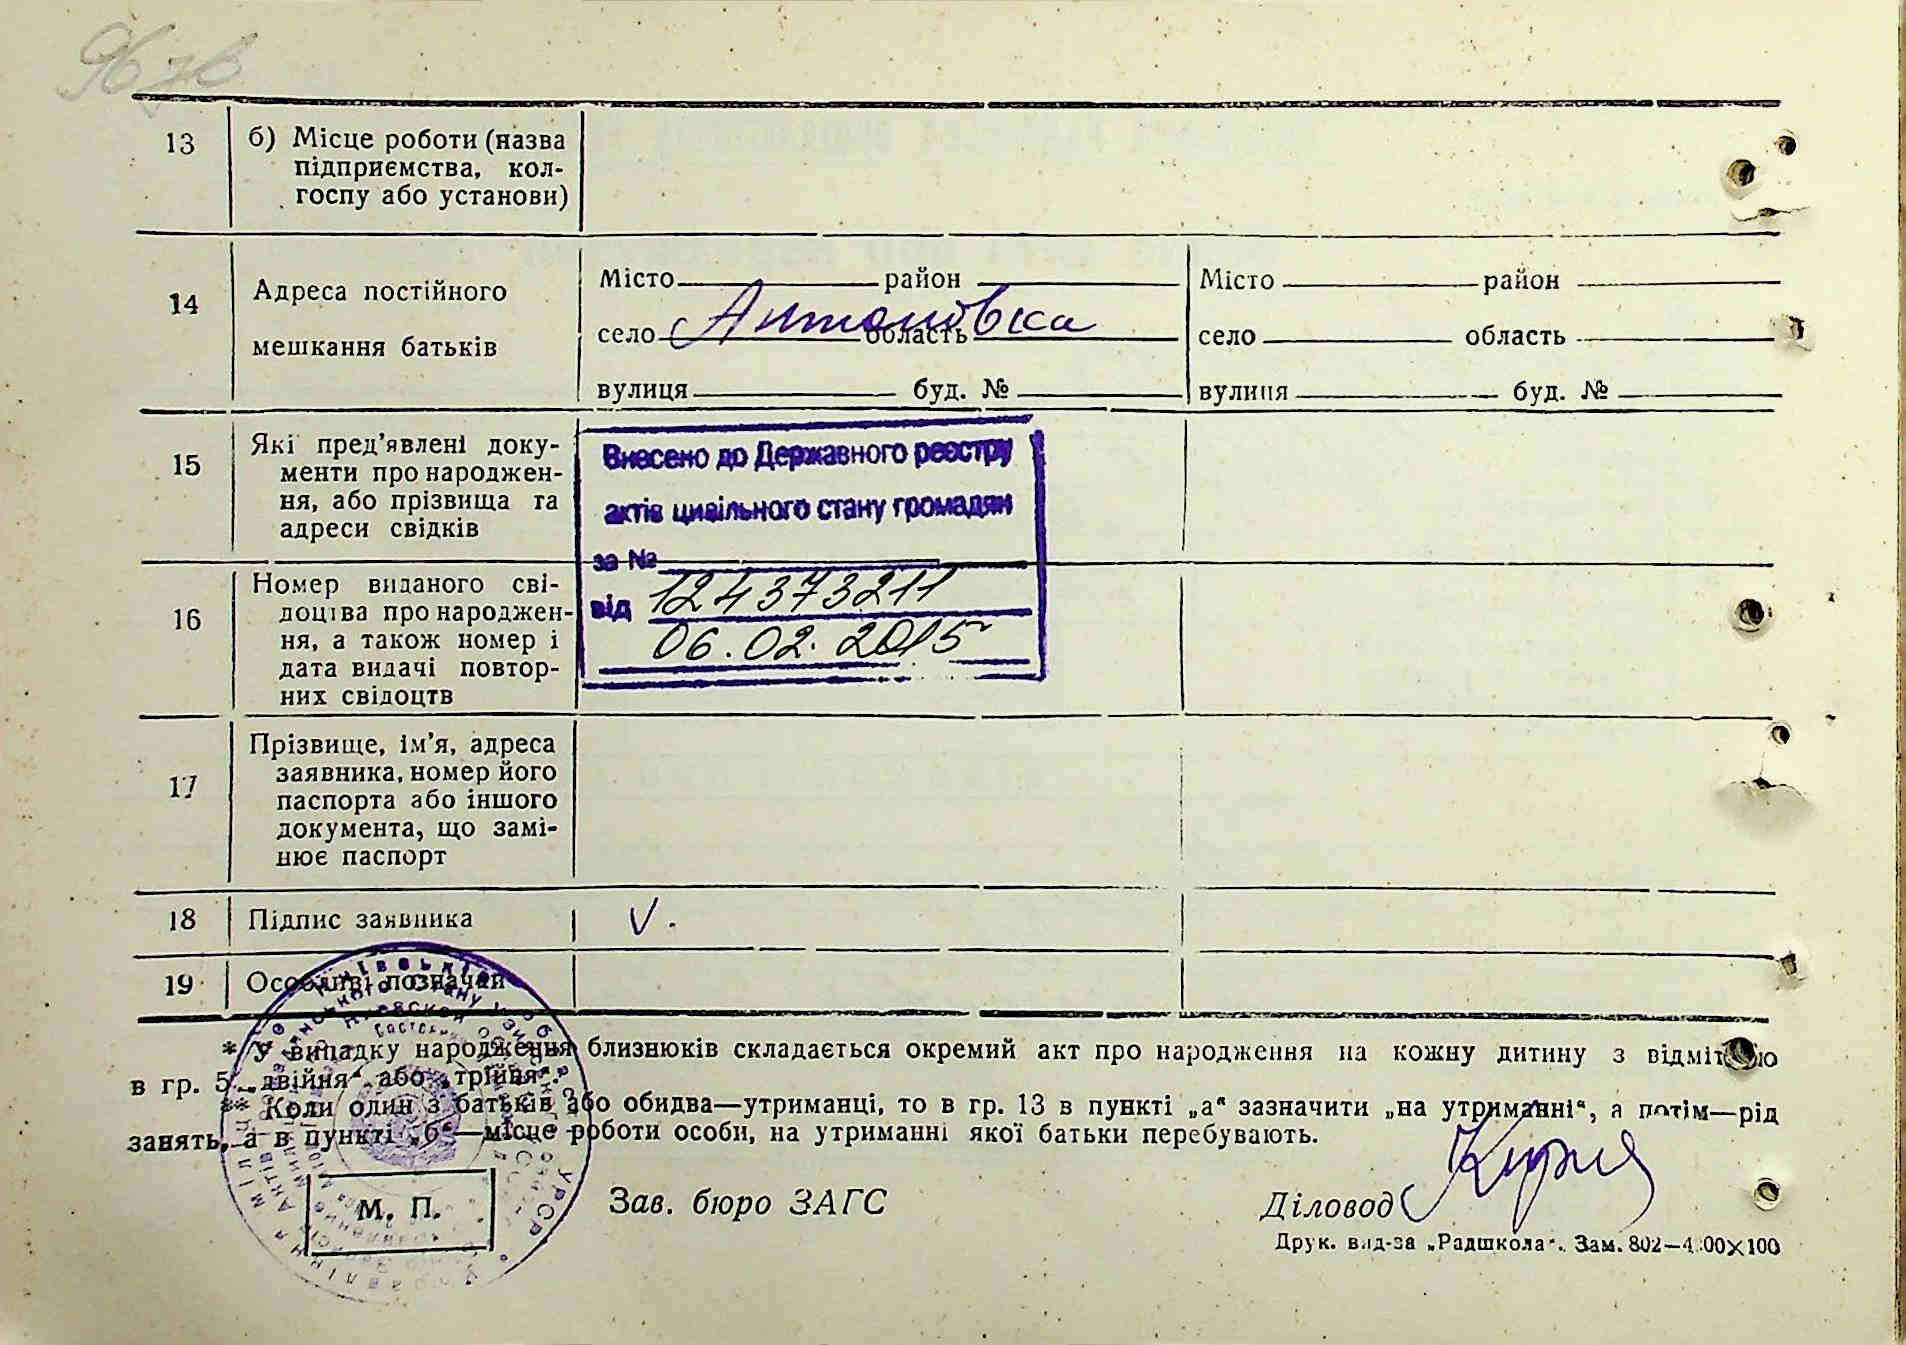 13
б) Місце роботи (назва
підприємства, кол-
госпу або установи)
14
Адреса постійного
мешкання батьків
Місто район
село Антоновка область
вулиця буд. №
Місто район
село область
вулиця буд. №
15
Які пред’явлені доку-
менти про народжен-
ня, або прізвища та
адреси свідків
Внесено до Державного реєстру
актів цивільного стану громадян
за №
від 124373211
06.02.2015
16
Номер виданого сві-
доцтва про народжен-
ня, а також номер і
дата видачі повтор-
них свідоцтв
17
Прізвище, ім’я, адреса
заявника, номер його
паспорта або іншого
документа, що замі-
нює паспорт
18
Підпис заявника
V.
19
Особливі позначки
* У випадку народження близнюків складається окремий акт про народження на кожну дитину з відміткою
в гр. 5 „двійня“ або „трійня“.
** Коли один з батьків або обидва—утриманці, то в гр. 13 в пункті „а“ зазначити „на утриманні“, а потім—рід
занять, а в пункті „б“—місце роботи особи, на утриманні якої батьки перебувають.
М. П.
Зав. бюро ЗАГС
Діловод
Друк. вид-ва „Радшкола“. Зам. 802—4.00×100